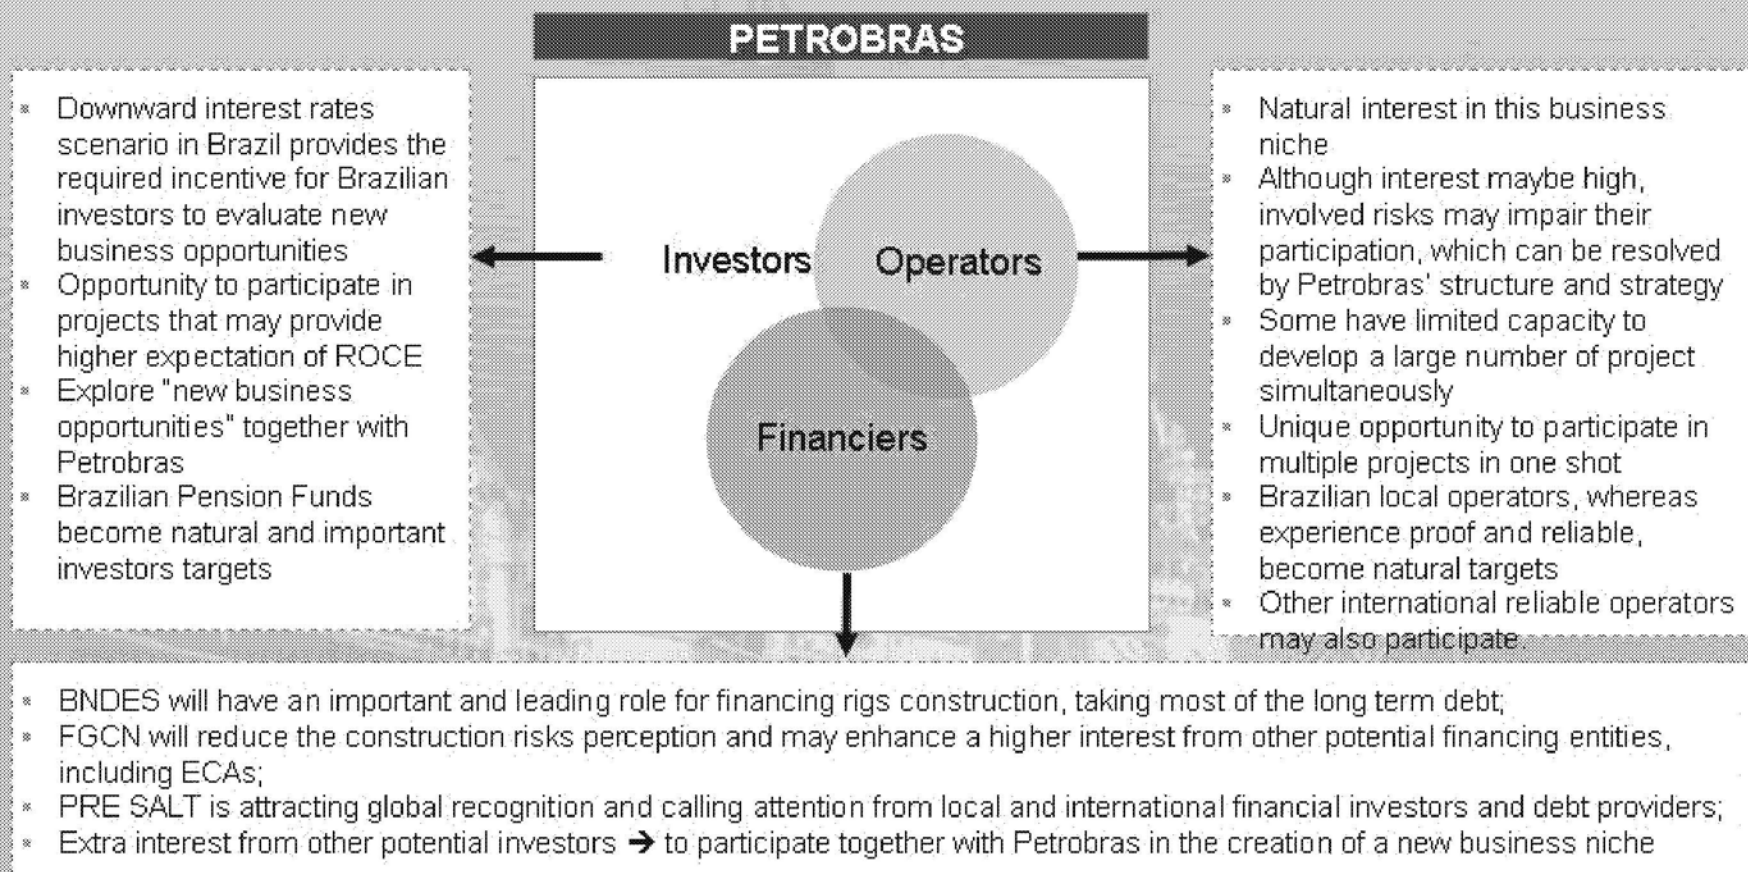 PETROBRAS
Downward interest rates
scenario in Brazil provides the
required incentive for Brazilian
investors to evaluate new
business opportunities
Opportunity to participate in
projects that may provide
higher expectation of ROCE
Explore "new business
opportunities" together with
Petrobras
Brazilian Pension Funds
become natural and important
investors targets
Investors
Operators
Financiers
Natural interest in this business
niche
Although interest maybe high,
involved risks may impair their
participation, which can be resolved
by Petrobras' structure and strategy
Some have limited capacity to
develop a large number of project
simultaneously
Unique opportunity to participate in
multiple projects in one shot
Brazilian local operators, whereas
experience proof and reliable,
become natural targets
Other international reliable operators
may also participate.
BNDES will have an important and leading role for financing rigs construction, taking most of the long term debt;
FGCN will reduce the construction risks perception and may enhance a higher interest from other potential financing entities,
including ECAs;
PRE SALT is attracting global recognition and calling attention from local and international financial investors and debt providers;
Extra interest from other potential investors → to participate together with Petrobras in the creation of a new business niche